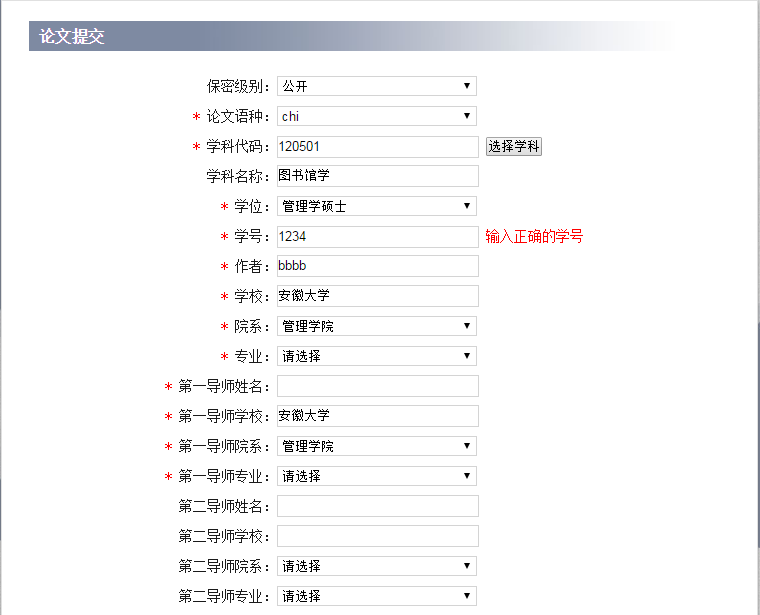 论文提交
保密级别： 公开
* 论文语种： chi
* 学科代码： 120501 选择学科
学科名称： 图书馆学
* 学位： 管理学硕士
* 学号： 1234 输入正确的学号
* 作者： bbbb
* 学校： 安徽大学
* 院系： 管理学院
* 专业： 请选择
* 第一导师姓名：
* 第一导师学校： 安徽大学
* 第一导师院系： 管理学院
* 第一导师专业： 请选择
第二导师姓名：
第二导师学校：
第二导师院系： 请选择
第二导师专业： 请选择